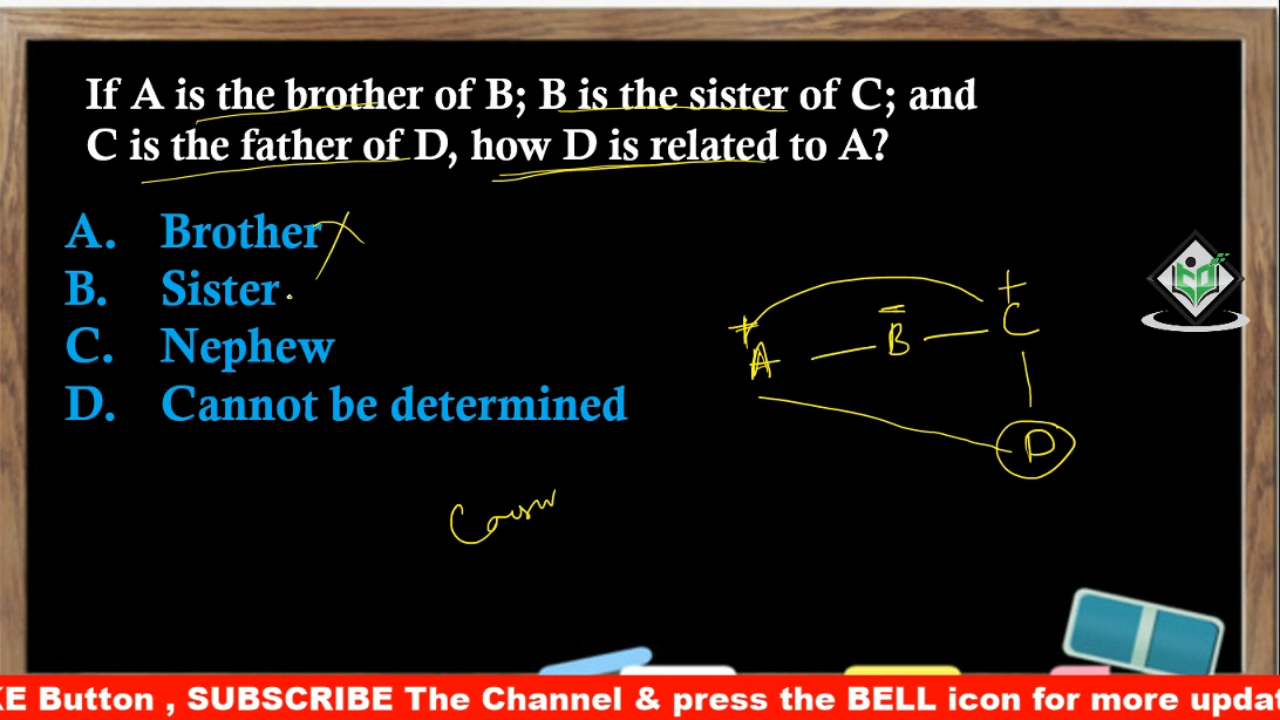 If A is the brother of B; B is the sister of C; and
C is the father of D, how D is related to A?
A. Brother
B. Sister
C. Nephew
D. Cannot be determined
+
C
-
B
+
A
D
KE Button , SUBSCRIBE The Channel & press the BELL icon for more updat